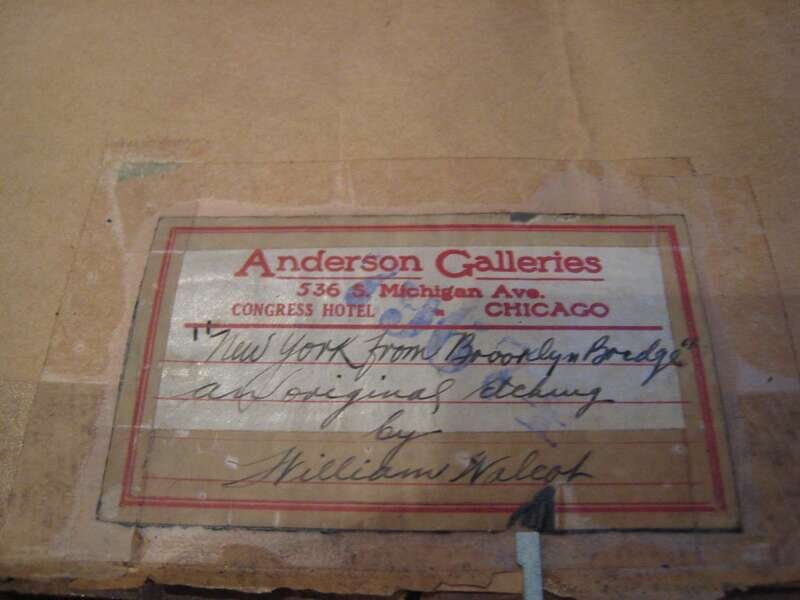 Anderson Galleries
536 S. Michigan Ave.
CONGRESS HOTEL - CHICAGO
"New York from Brooklyn Bridge"
an original etching
by
William Walcot